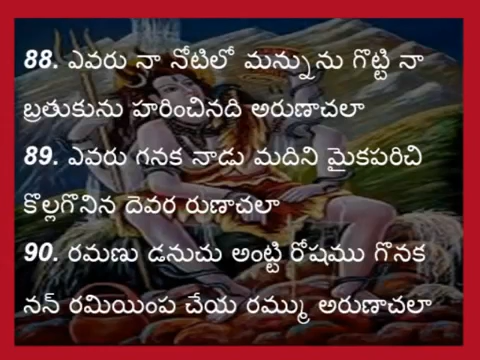 88. ఎవరు నా నోటిలో మన్నును గొట్టి నా
బ్రతుకును హరించినది అరుణాచలా
89. ఎవరు గనక నాదు మదిని మైకపరిచి
కొల్లగొనిన దెవర రుణాచలా
90. రమణు డనుచు అంట్టి రోషము గొనక
నన్ రమియింప చేయ రమ్ము అరుణాచలా